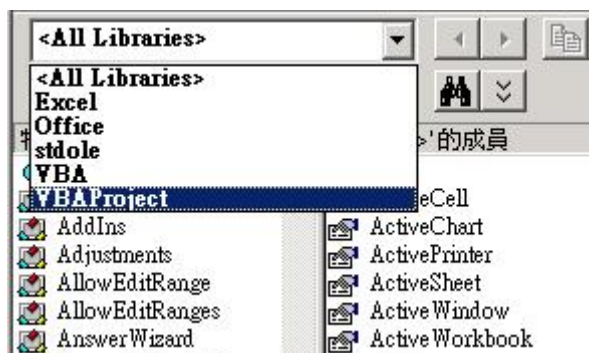 <All Libraries>
<All Libraries>
Excel
Office
stdole
VBA
VBAProject
>'的成員
eCell
AddIns
ActiveChart
Adjustments
ActivePrinter
AllowEditRange
ActiveSheet
AllowEditRanges
ActiveWindow
AnswerWizard
ActiveWorkbook